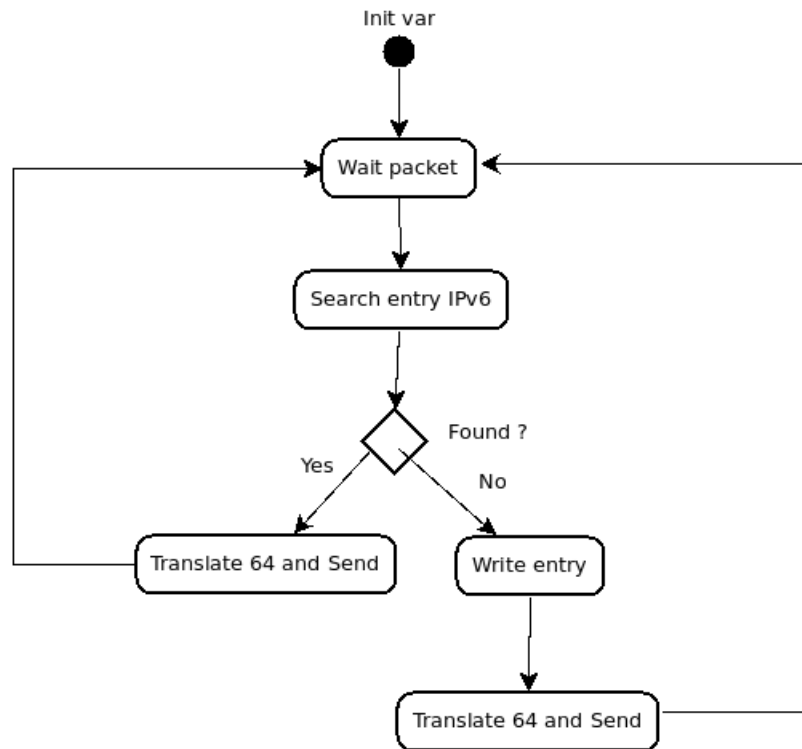 Init var
Wait packet
Search entry IPv6
Found ?
Yes
No
Translate 64 and Send
Write entry
Translate 64 and Send